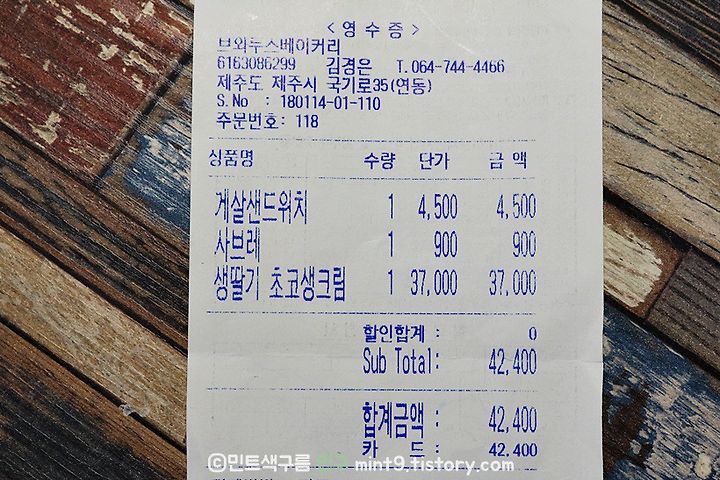 < 영 수 증 >
브와두스베이커리
6163086299 김경은 T. 064-744-4466
제주도 제주시 국기로35(연동)
S.No : 180114-01-110
주문번호: 118
상품명 수량 단가 금 액
게살샌드위치 1 4,500 4,500
사브레 1 900 900
생딸기 초코생크림 1 37,000 37,000
할인합계 : 0
Sub Total: 42,400
합계금액 : 42,400
카 드 : 42,400
©민트색구름 mint9.tistory.com